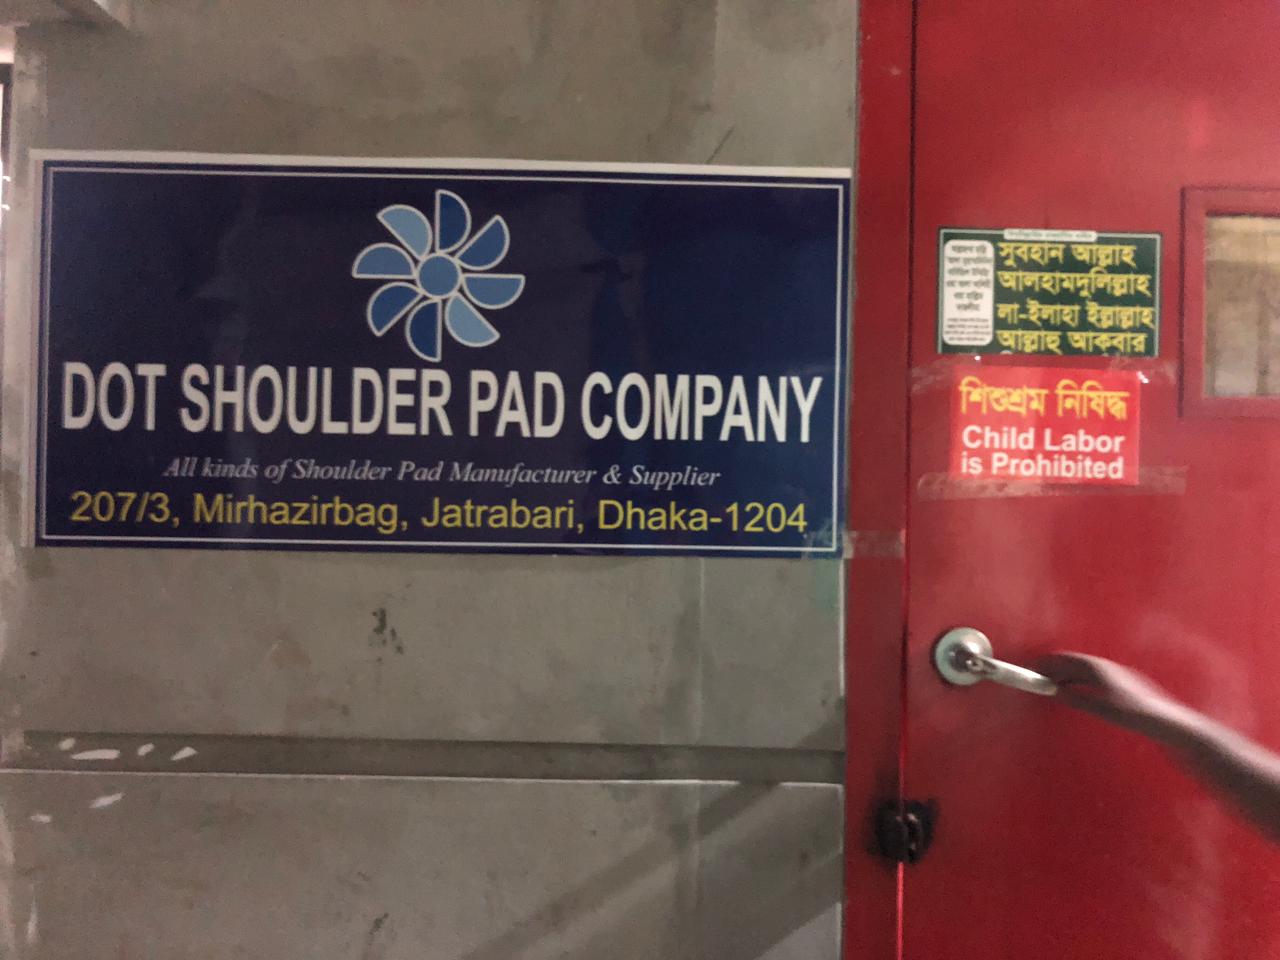 DOT SHOULDER PAD COMPANY
All kinds of Shoulder Pad Manufacturer & Supplier
207/3, Mirhazirbag, Jatrabari, Dhaka-1204
সুবহান আল্লাহ
আলহামদুলিল্লাহ
লা-ইলাহা ইল্লাল্লাহ
আল্লাহু আকবার
শিশুশ্রম নিষিদ্ধ
Child Labor
is Prohibited